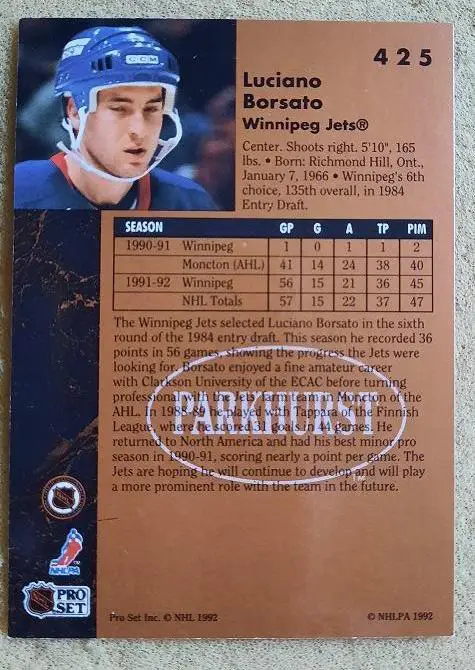 425
CCM
Luciano
Borsato
Winnipeg Jets®
Center. Shoots right. 5'10", 165
lbs. • Born: Richmond Hill, Ont.,
January 7, 1966 • Winnipeg's 6th
choice, 135th overall, in 1984
Entry Draft.
SEASON GP G A TP PIM
1990-91 Winnipeg 1 0 1 1 2
Moncton (AHL) 41 14 24 38 40
1991-92 Winnipeg 56 15 21 36 45
NHL Totals 57 15 22 37 47
The Winnipeg Jets selected Luciano Borsato in the sixth
round of the 1984 entry draft. This season he recorded 36
points in 56 games, showing the progress the Jets were
looking for. Borsato enjoyed a fine amateur career
with Clarkson University of the ECAC before turning
professional with the Jets' farm team in Moncton of the
AHL. In 1988-89 he played with Tappara of the Finnish
League, where he scored 31 goals in 44 games. He
returned to North America and had his best minor pro
season in 1990-91, scoring nearly a point per game. The
Jets are hoping he will continue to develop and will play
a more prominent role with the team in the future.
PARKHURST
TM
NHLPA
PRO
SET
Pro Set Inc. © NHL 1992
© NHLPA 1992